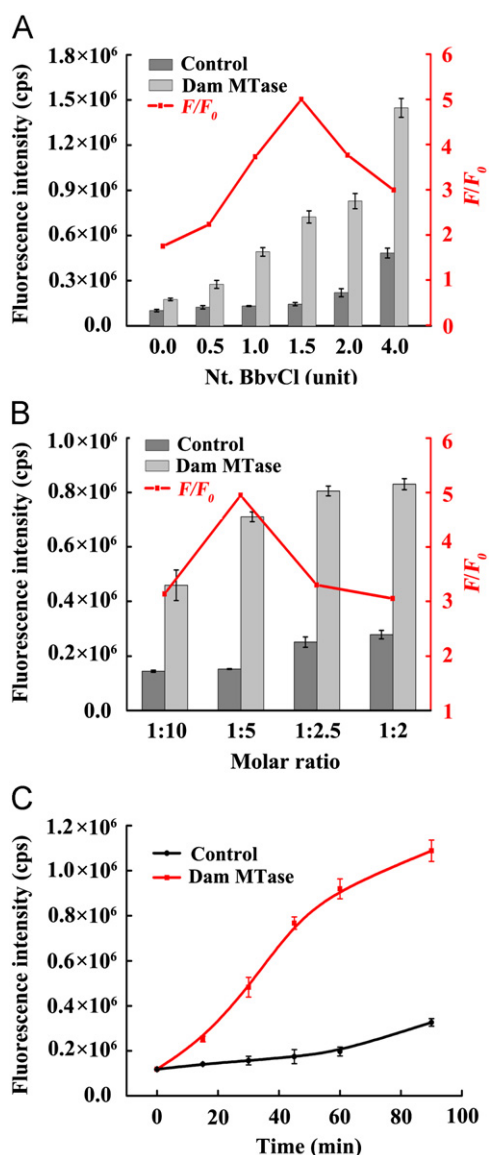 A
Fluorescence intensity (cps)
1.8×10⁶
1.5×10⁶
0.9×10⁶
0.6×10⁶
0.3×10⁶
0.0
Control
Dam MTase
F/F₀
6
5
4
3
2
1
0
F/F₀
0.0 0.5 1.0 1.5 2.0 4.0
Nt. BbvCl (unit)
B
Fluorescence intensity (cps)
1.0×10⁶
0.8×10⁶
0.6×10⁶
0.4×10⁶
0.2×10⁶
0.0
Control
Dam MTase
F/F₀
6
5
4
3
2
1
F/F₀
1:10 1:5 1:2.5 1:2
Molar ratio
C
Fluorescence intensity (cps)
1.2×10⁶
1.0×10⁶
0.8×10⁶
0.6×10⁶
0.4×10⁶
0.2×10⁶
0.0
Control
Dam MTase
0 20 40 60 80 100
Time (min)